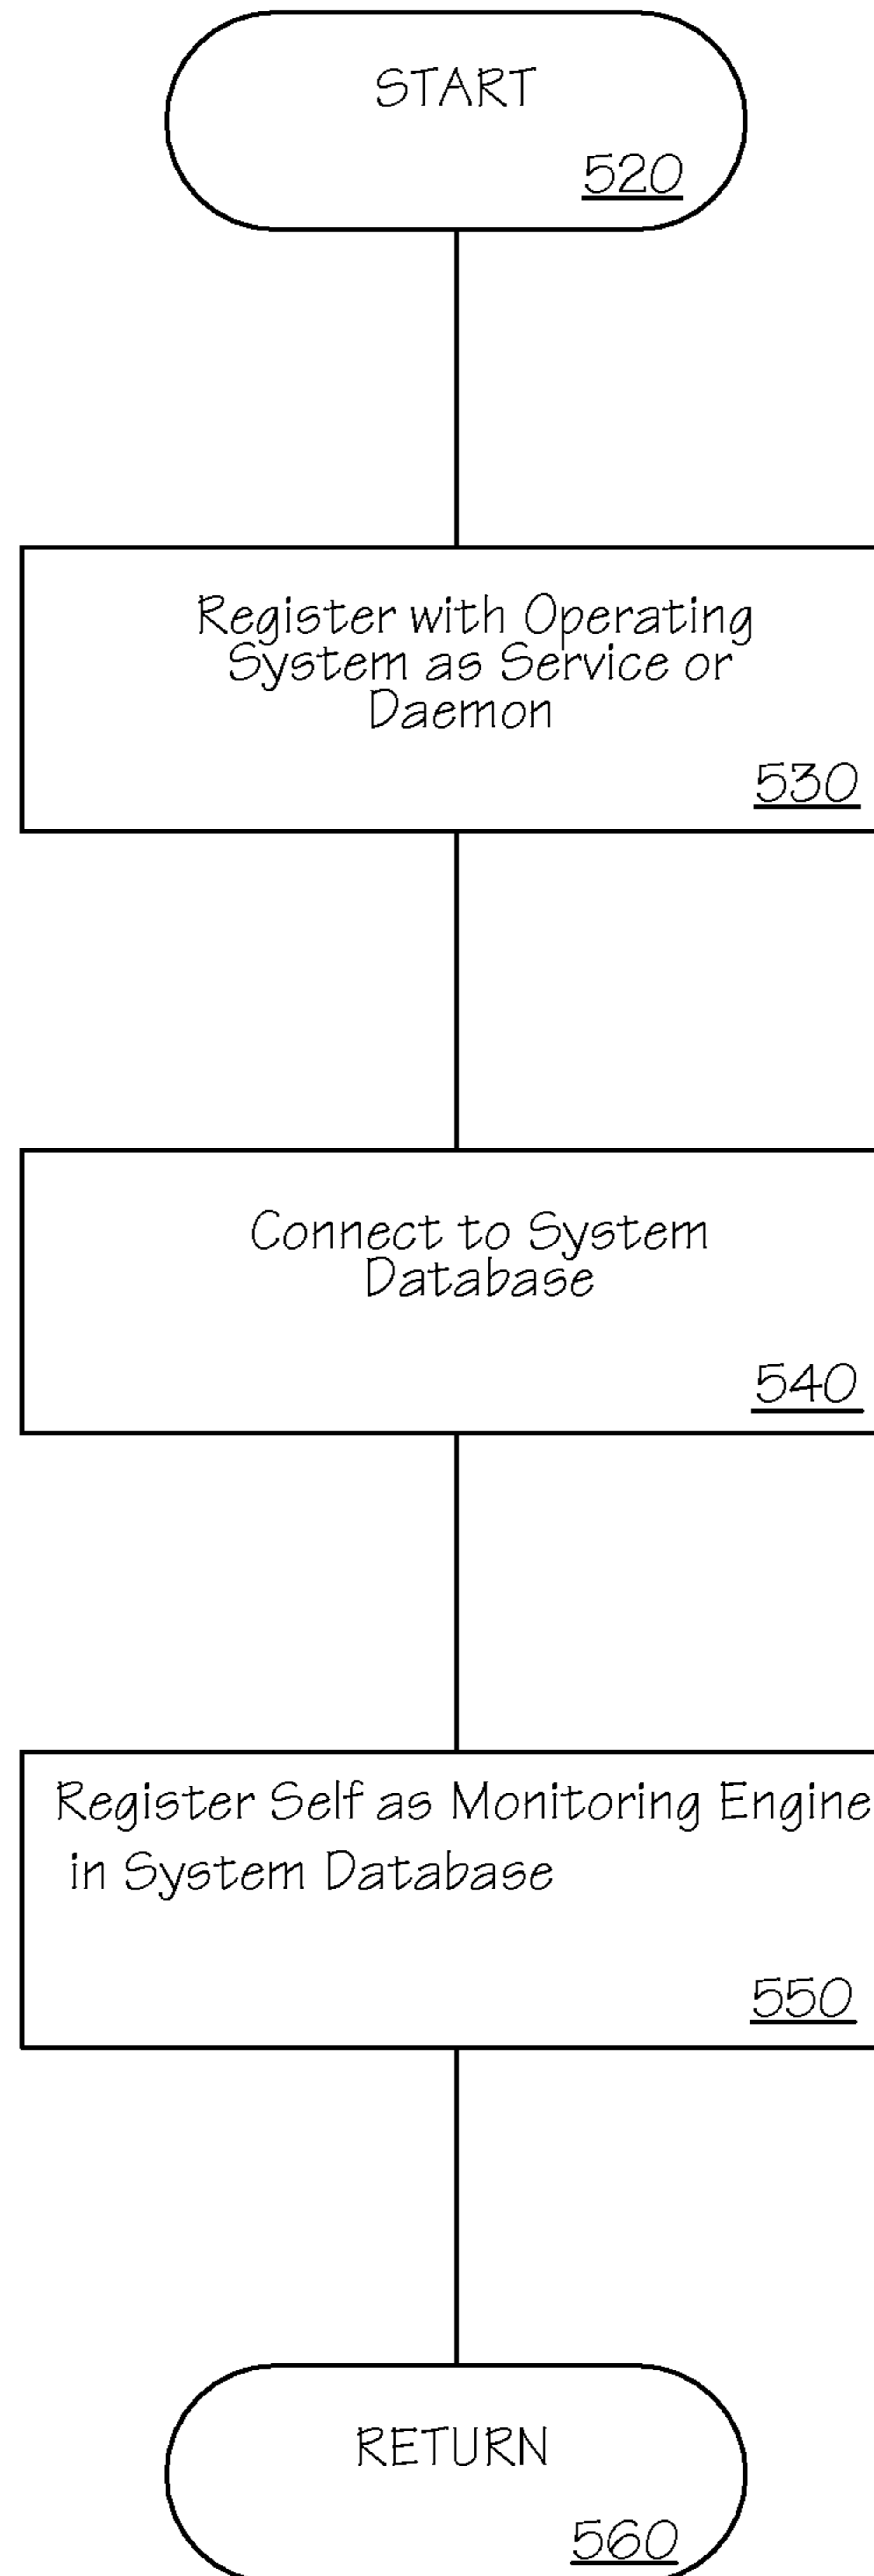 START
520
Register with Operating
System as Service or
Daemon
530
Connect to System
Database
540
Register Self as Monitoring Engine
in System Database
550
RETURN
560